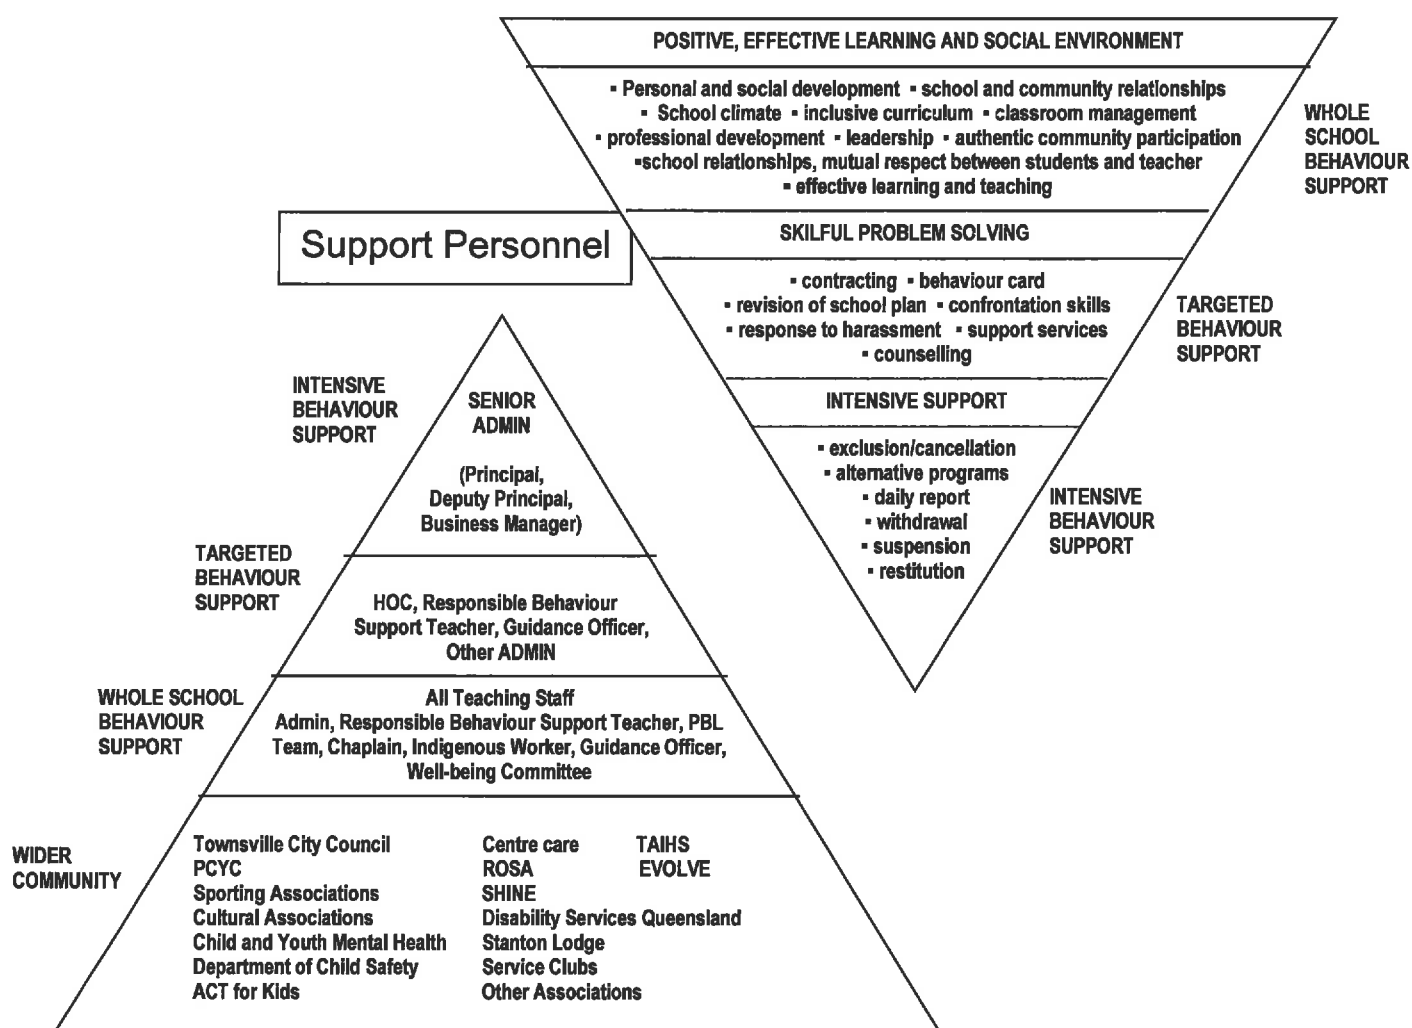 POSITIVE, EFFECTIVE LEARNING AND SOCIAL ENVIRONMENT
▪ Personal and social development ▪ school and community relationships
▪ School climate ▪ inclusive curriculum ▪ classroom management
▪ professional development ▪ leadership ▪ authentic community participation
▪school relationships, mutual respect between students and teacher
▪ effective learning and teaching
WHOLE
SCHOOL
BEHAVIOUR
SUPPORT
SKILFUL PROBLEM SOLVING
▪ contracting ▪ behaviour card
▪ revision of school plan ▪ confrontation skills
▪ response to harassment ▪ support services
▪ counselling
TARGETED
BEHAVIOUR
SUPPORT
INTENSIVE SUPPORT
▪ exclusion/cancellation
▪ alternative programs
▪ daily report
▪ withdrawal
▪ suspension
▪ restitution
INTENSIVE
BEHAVIOUR
SUPPORT
Support Personnel
INTENSIVE
BEHAVIOUR
SUPPORT
SENIOR
ADMIN
(Principal,
Deputy Principal,
Business Manager)
TARGETED
BEHAVIOUR
SUPPORT
HOC, Responsible Behaviour
Support Teacher, Guidance Officer,
Other ADMIN
WHOLE SCHOOL
BEHAVIOUR
SUPPORT
All Teaching Staff
Admin, Responsible Behaviour Support Teacher, PBL
Team, Chaplain, Indigenous Worker, Guidance Officer,
Well-being Committee
WIDER
COMMUNITY
Townsville City Council
PCYC
Sporting Associations
Cultural Associations
Child and Youth Mental Health
Department of Child Safety
ACT for Kids
Centre care
ROSA
SHINE
Disability Services Queensland
Stanton Lodge
Service Clubs
Other Associations
TAIHS
EVOLVE